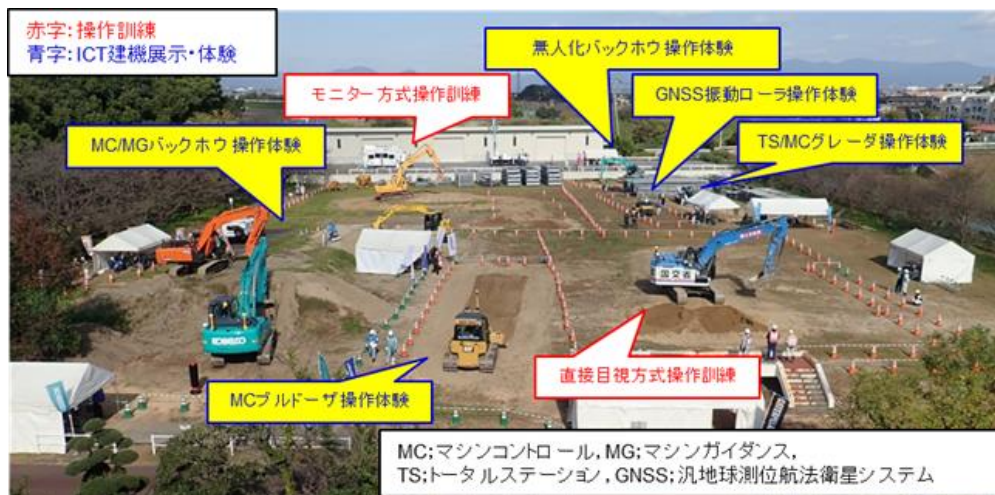 赤字：操作訓練
青字：ICT建機展示・体験
無人化バックホウ操作体験
モニター方式操作訓練
GNSS振動ローラ操作体験
MC/MGバックホウ操作体験
TS/MCグレーダ操作体験
国交省
KOBELCO
直接目視方式操作訓練
MCブルドーザ操作体験
MC;マシンコントロール，MG;マシンガイダンス，
TS;トータルステーション，GNSS;汎地球測位航法衛星システム